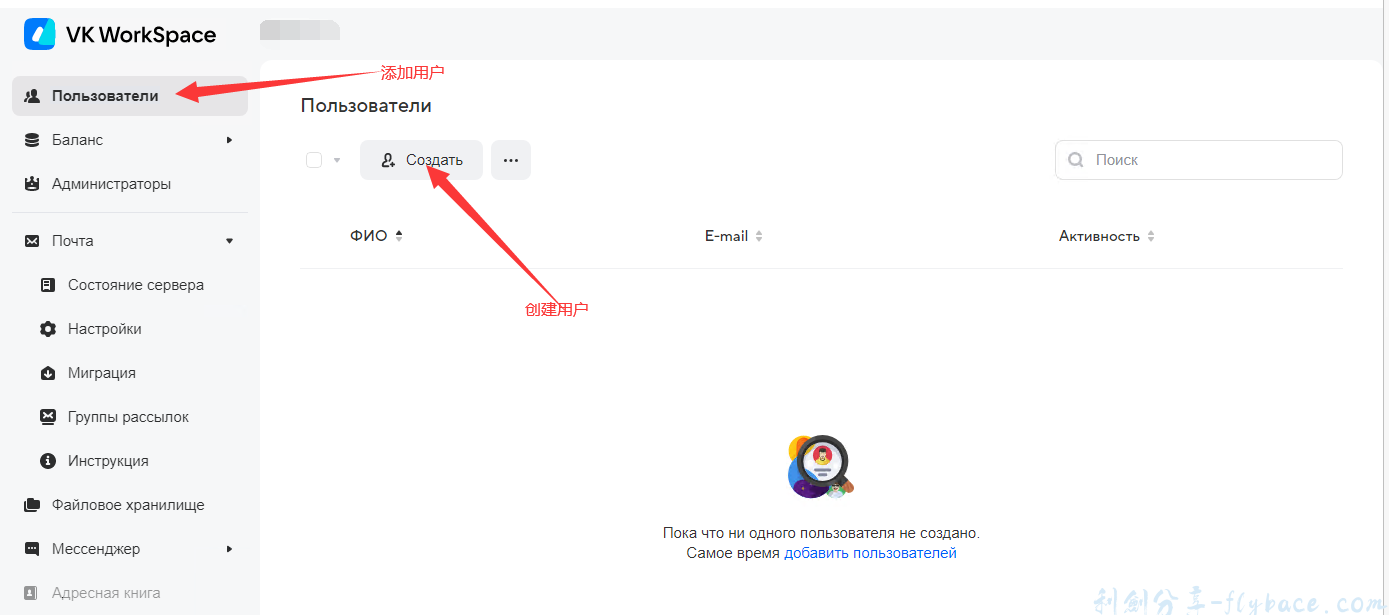 VK WorkSpace
添加用户
Пользователи
Баланс
Администраторы
Почта
Состояние сервера
Настройки
Миграция
Группы рассылок
Инструкция
Файловое хранилище
Мессенджер
Адресная книга
Пользователи
Создать
Поиск
ФИО
E-mail
Активность
创建用户
Пока что ни одного пользователя не создано.
Самое время добавить пользователей
利創分享-flybace.com